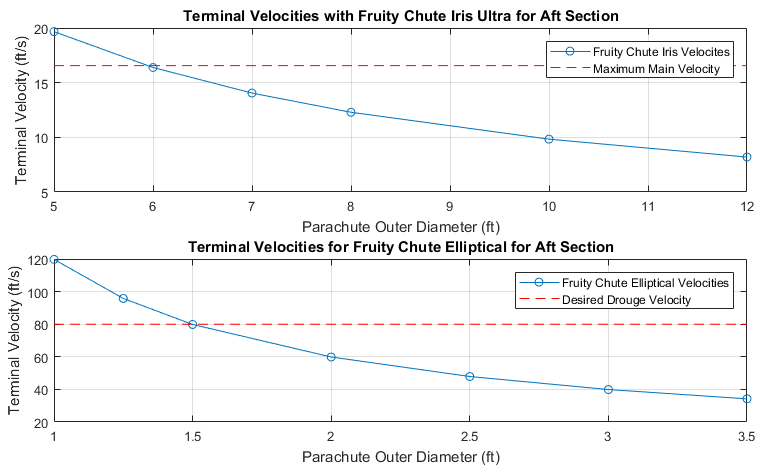 Terminal Velocities with Fruity Chute Iris Ultra for Aft Section
20
15
10
5
Terminal Velocity (ft/s)
Fruity Chute Iris Velocites
Maximum Main Velocity
5 6 7 8 9 10 11 12
Parachute Outer Diameter (ft)
Terminal Velocities for Fruity Chute Elliptical for Aft Section
120
100
80
60
40
20
Terminal Velocity (ft/s)
Fruity Chute Elliptical Velocities
Desired Drouge Velocity
1 1.5 2 2.5 3 3.5
Parachute Outer Diameter (ft)